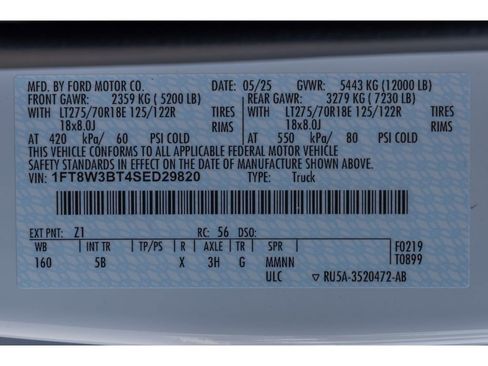 MFD. BY FORD MOTOR CO. 05/25 GVWR: 5443 KG (12000 LB)
FRONT GAWR: 2359 KG (5200 LB) REAR GAWR: 3279 KG (7230 LB)
WITH LT275/70R18E 125/122R TIRES WITH LT275/70R18E 125/122R TIRES
18x8.0J RIMS 18x8.0J RIMS
AT 420 kPa/ 60 PSI COLD AT 550 kPa/ 80 PSI COLD
THIS VEHICLE CONFORMS TO ALL APPLICABLE FEDERAL MOTOR VEHICLE
SAFETY STANDARDS IN EFFECT ON THE DATE OF MANUFACTURE SHOWN ABOVE.
VIN: 1FT8W3BT4SED29820 TYPE: Truck
EXT PNT: Z1 RC: 56 F0219
WB INT TR TP/PS R AXLE TR SPR T0899
160 5B X 3H G MMNN
ULC ▽ RU5A-3520472-AB